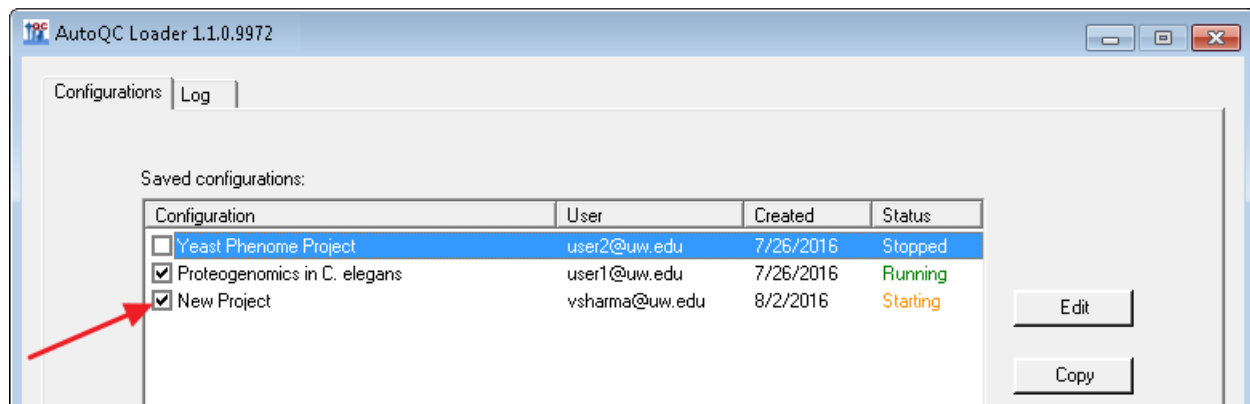 AutoQC Loader 1.1.0.9972
Configurations Log
Saved configurations:
Configuration User Created Status
Yeast Phenome Project user2@uw.edu 7/26/2016 Stopped
Proteogenomics in C. elegans user1@uw.edu 7/26/2016 Running
New Project vsharma@uw.edu 8/2/2016 Starting
Edit
Copy